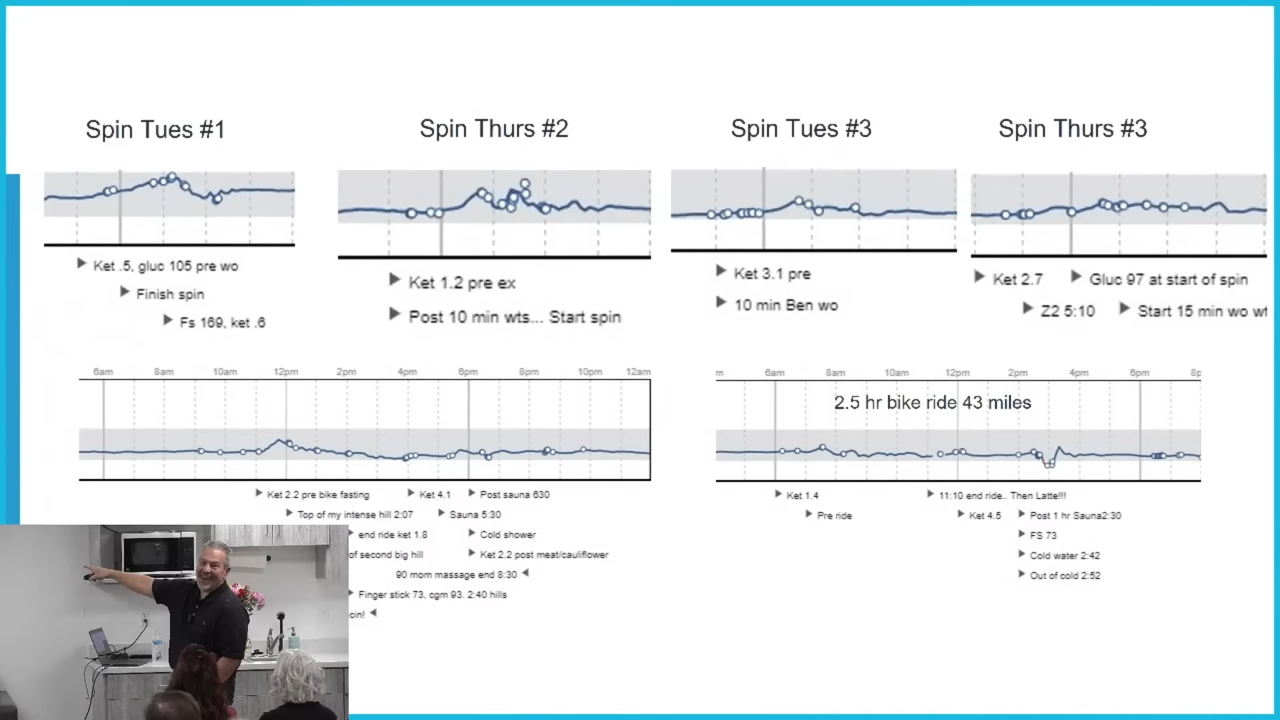 Spin Tues #1
Spin Thurs #2
Spin Tues #3
Spin Thurs #3
Ket .5, gluc 105 pre wo
Finish spin
Fs 169, ket .6
Ket 1.2 pre ex
Post 10 min wts... Start spin
Ket 3.1 pre
10 min Ben wo
Ket 2.7
Gluc 97 at start of spin
Z2 5:10
Start 15 min wo wt
6am 8am 10am 12pm 2pm 4pm 6pm 8pm 10pm 12am
Ket 2.2 pre bike fasting
Ket 4.1
Post sauna 630
Top of my intense hill 2:07
Sauna 5:30
end ride ket 1.8
Cold shower
of second big hill
Ket 2.2 post meat/cauliflower
90 mom massage end 8:30
Finger stick 73, cgm 93. 2:40 hills
cin!
m 6am 8am 10am 12pm 2pm 4pm 6pm 8p
2.5 hr bike ride 43 miles
Ket 1.4
11:10 end ride.. Then Latte!!!
Pre ride
Ket 4.5
Post 1 hr Sauna2:30
FS 73
Cold water 2:42
Out of cold 2:52